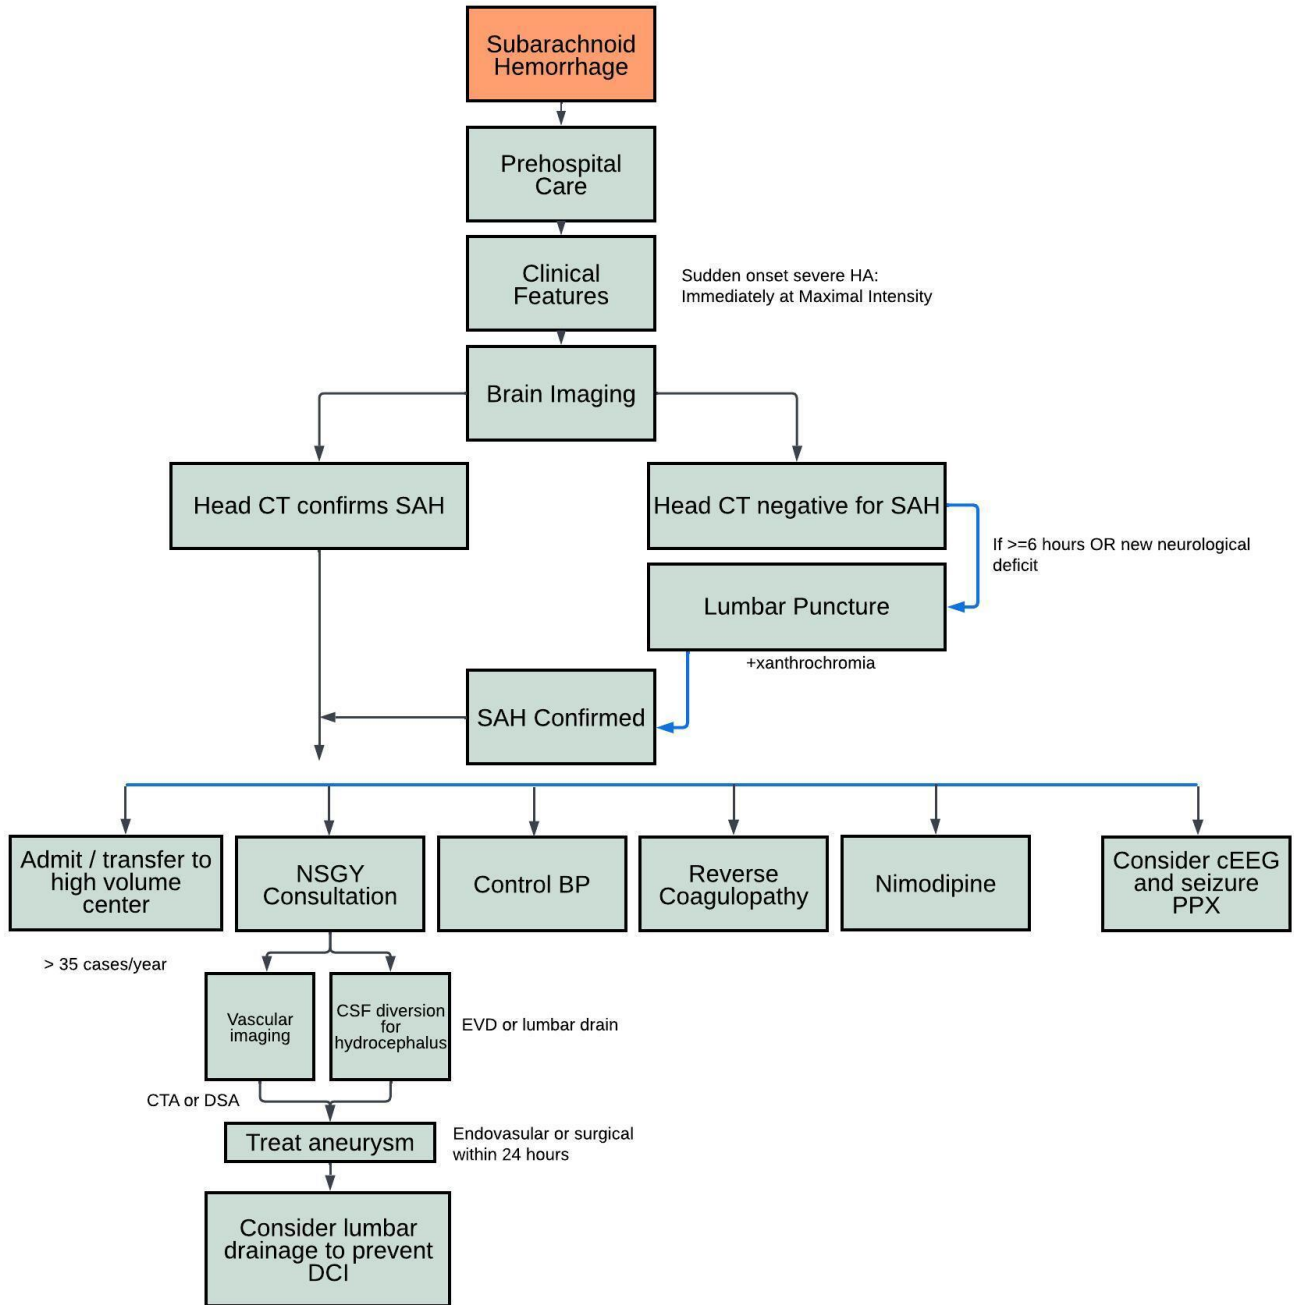 Subarachnoid
Hemorrhage
Prehospital
Care
Clinical
Features
Sudden onset severe HA:
Immediately at Maximal Intensity
Brain Imaging
Head CT confirms SAH
Head CT negative for SAH
If >=6 hours OR new neurological
deficit
Lumbar Puncture
+xanthrochromia
SAH Confirmed
Admit / transfer to
high volume
center
NSGY
Consultation
Control BP
Reverse
Coagulopathy
Nimodipine
Consider cEEG
and seizure
PPX
> 35 cases/year
Vascular
imaging
CSF diversion
for
hydrocephalus
EVD or lumbar drain
CTA or DSA
Treat aneurysm
Endovasular or surgical
within 24 hours
Consider lumbar
drainage to prevent
DCI